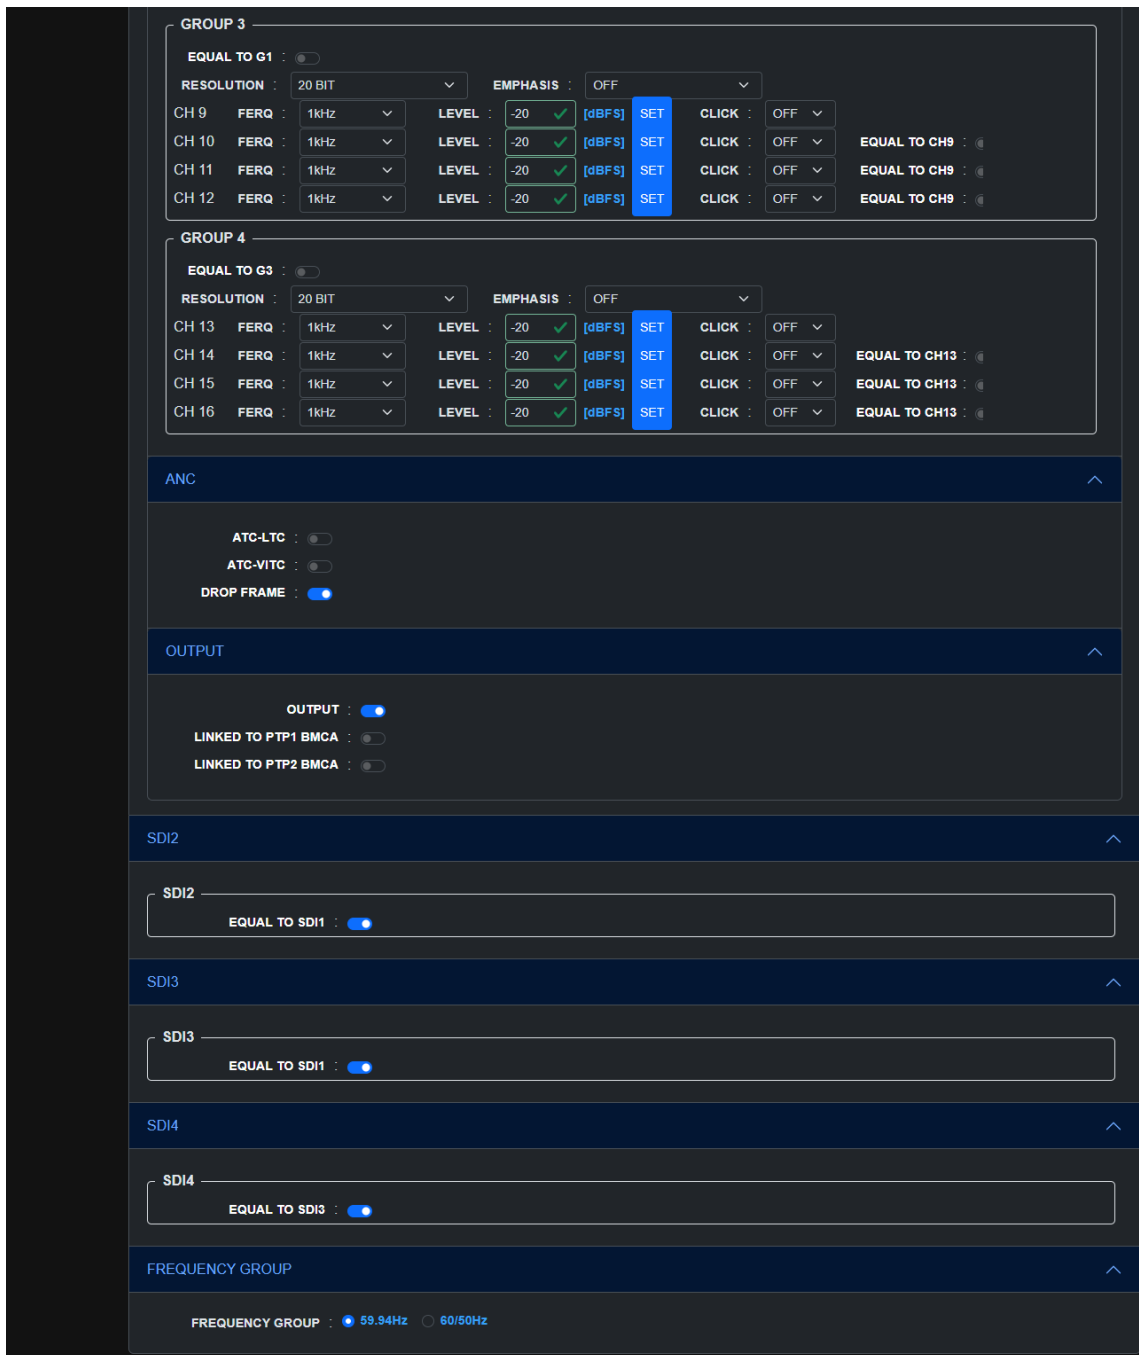 GROUP 3
EQUAL TO G1 :
RESOLUTION : 20 BIT EMPHASIS : OFF
CH 9 FERQ : 1kHz LEVEL : -20 [dBFS] SET CLICK : OFF
CH 10 FERQ : 1kHz LEVEL : -20 [dBFS] SET CLICK : OFF EQUAL TO CH9 :
CH 11 FERQ : 1kHz LEVEL : -20 [dBFS] SET CLICK : OFF EQUAL TO CH9 :
CH 12 FERQ : 1kHz LEVEL : -20 [dBFS] SET CLICK : OFF EQUAL TO CH9 :
GROUP 4
EQUAL TO G3 :
RESOLUTION : 20 BIT EMPHASIS : OFF
CH 13 FERQ : 1kHz LEVEL : -20 [dBFS] SET CLICK : OFF
CH 14 FERQ : 1kHz LEVEL : -20 [dBFS] SET CLICK : OFF EQUAL TO CH13 :
CH 15 FERQ : 1kHz LEVEL : -20 [dBFS] SET CLICK : OFF EQUAL TO CH13 :
CH 16 FERQ : 1kHz LEVEL : -20 [dBFS] SET CLICK : OFF EQUAL TO CH13 :
ANC
ATC-LTC :
ATC-VITC :
DROP FRAME :
OUTPUT
OUTPUT :
LINKED TO PTP1 BMCA :
LINKED TO PTP2 BMCA :
SDI2
SDI2
EQUAL TO SDI1 :
SDI3
SDI3
EQUAL TO SDI1 :
SDI4
SDI4
EQUAL TO SDI3 :
FREQUENCY GROUP
FREQUENCY GROUP : 59.94Hz 60/50Hz